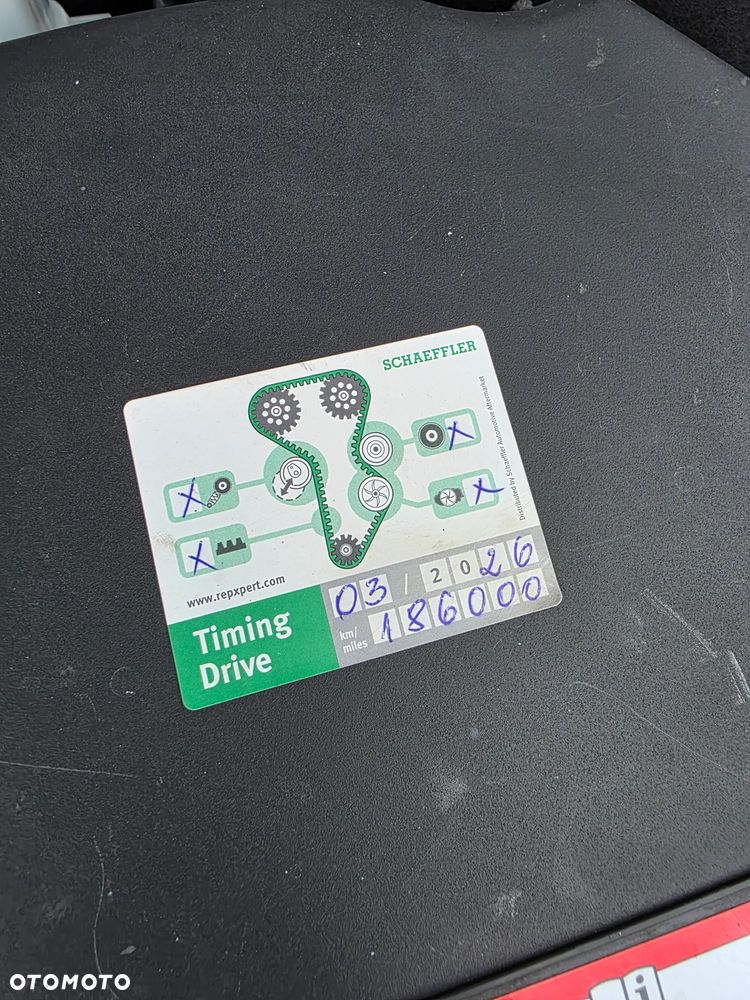 SCHAEFFLER
Distributed by Schaeffler Automotive Aftermarket
X
X
X
X
www.repxpert.com
Timing
Drive
03 / 2026
km/
miles
186000
i
OTOMOTO